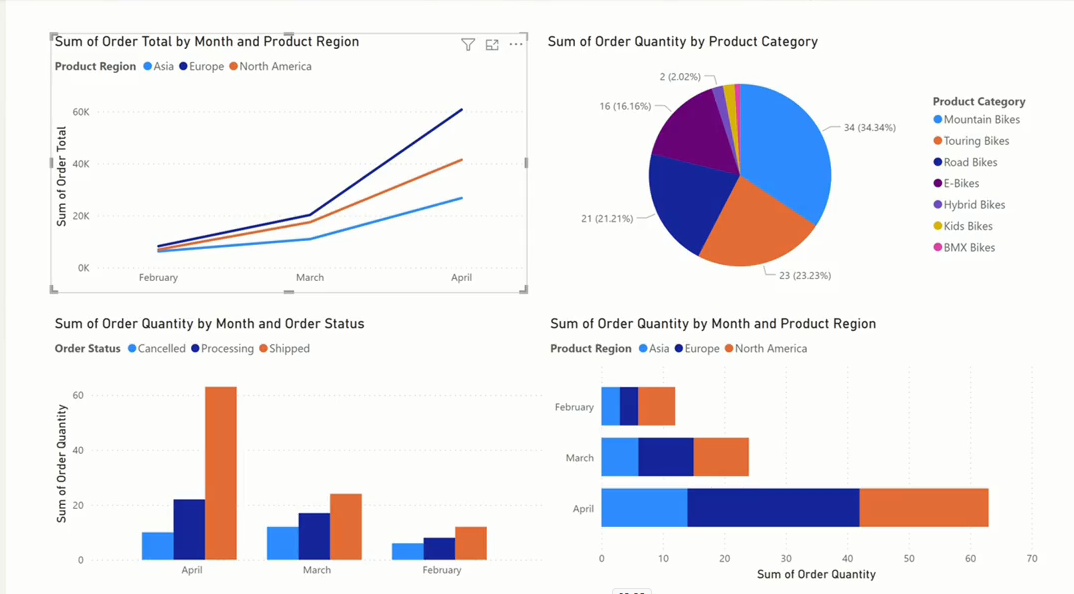 Sum of Order Total by Month and Product Region
Product Region Asia Europe North America
Sum of Order Total
60K
40K
20K
0K
February March April
Sum of Order Quantity by Product Category
2 (2.02%)
16 (16.16%)
34 (34.34%)
21 (21.21%)
23 (23.23%)
Product Category
Mountain Bikes
Touring Bikes
Road Bikes
E-Bikes
Hybrid Bikes
Kids Bikes
BMX Bikes
Sum of Order Quantity by Month and Order Status
Order Status Cancelled Processing Shipped
Sum of Order Quantity
60
40
20
0
April March February
Sum of Order Quantity by Month and Product Region
Product Region Asia Europe North America
February
March
April
0 10 20 30 40 50 60 70
Sum of Order Quantity